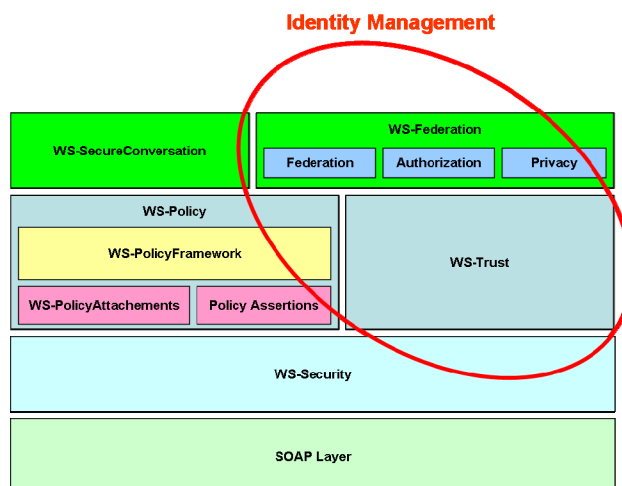 Identity Management
WS-SecureConversation
WS-Federation
Federation
Authorization
Privacy
WS-Policy
WS-PolicyFramework
WS-PolicyAttachements
Policy Assertions
WS-Trust
WS-Security
SOAP Layer